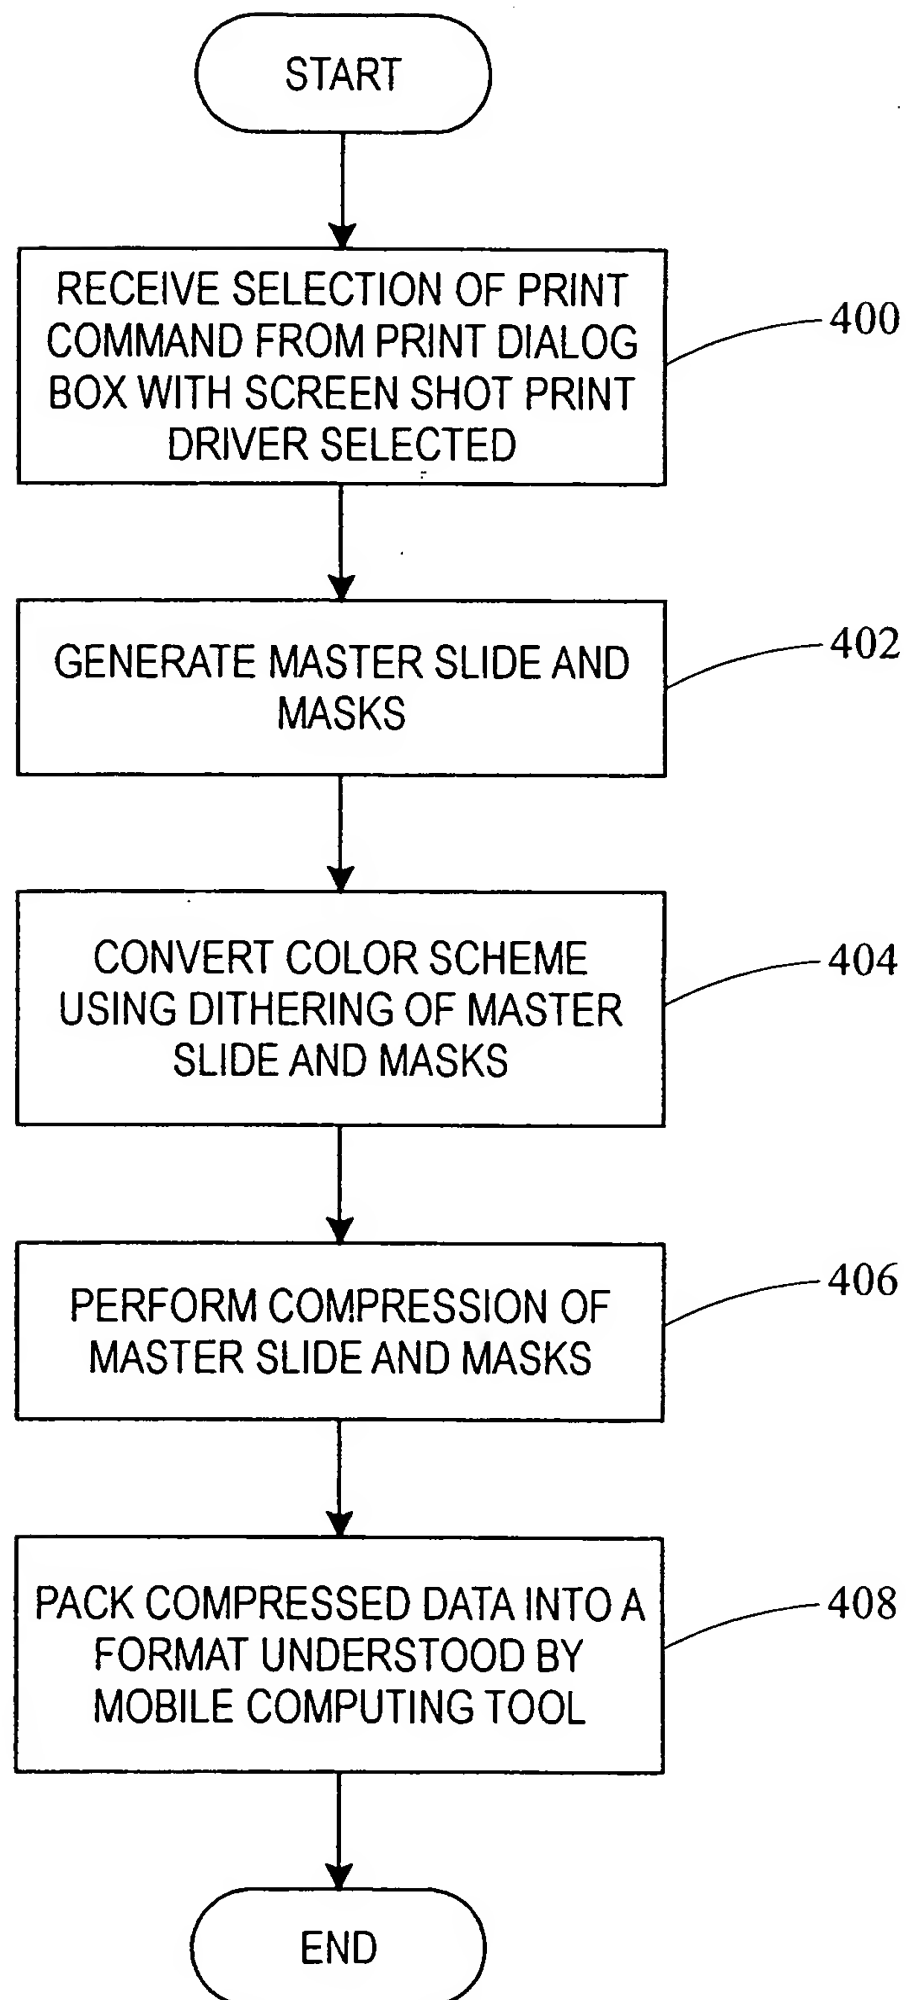 START
RECEIVE SELECTION OF PRINT
COMMAND FROM PRINT DIALOG
BOX WITH SCREEN SHOT PRINT
DRIVER SELECTED
400
GENERATE MASTER SLIDE AND
MASKS
402
CONVERT COLOR SCHEME
USING DITHERING OF MASTER
SLIDE AND MASKS
404
PERFORM COMPRESSION OF
MASTER SLIDE AND MASKS
406
PACK COMPRESSED DATA INTO A
FORMAT UNDERSTOOD BY
MOBILE COMPUTING TOOL
408
END